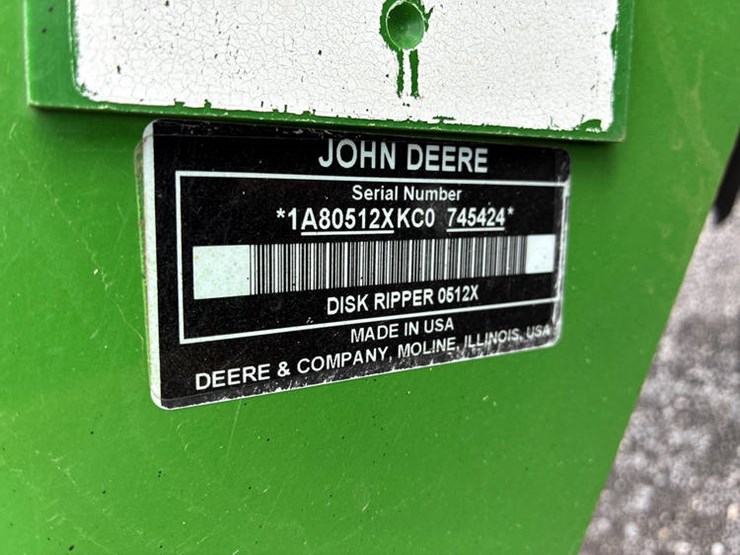 JOHN DEERE
Serial Number
*1A80512XKC0 745424*
DISK RIPPER 0512X
MADE IN USA
DEERE & COMPANY, MOLINE, ILLINOIS, USA